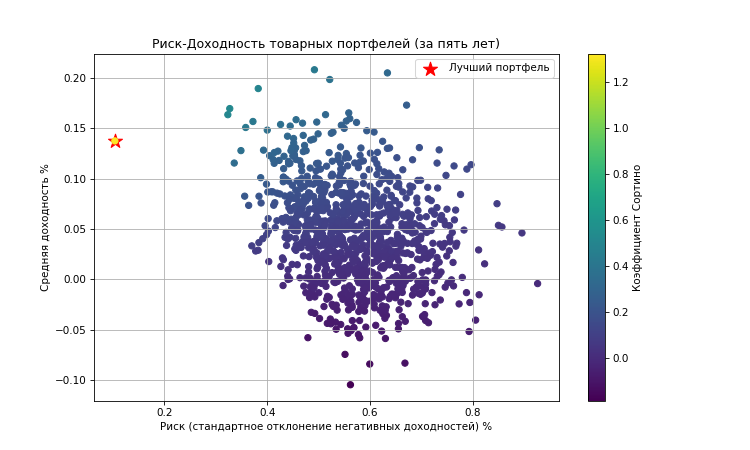 Риск-Доходность товарных портфелей (за пять лет)
Лучший портфель
0.20
0.15
0.10
0.05
0.00
−0.05
−0.10
Средняя доходность %
0.2 0.4 0.6 0.8
Риск (стандартное отклонение негативных доходностей) %
1.2
1.0
0.8
0.6
0.4
0.2
0.0
Коэффициент Сортино